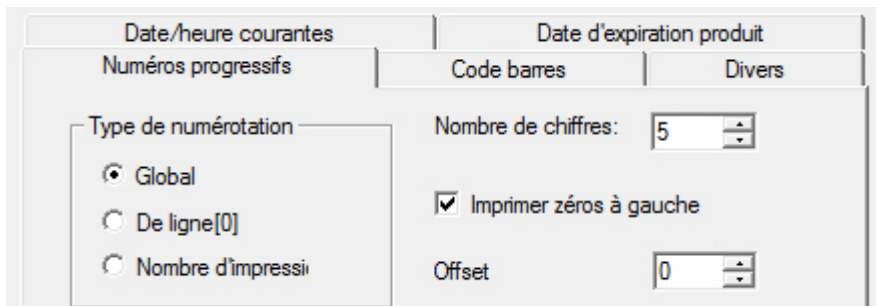 Date/heure courantes Date d'expiration produit
Numéros progressifs Code barres Divers
Type de numérotation
Global
De ligne[0]
Nombre d'impressi
Nombre de chiffres: 5
Imprimer zéros à gauche
Offset 0